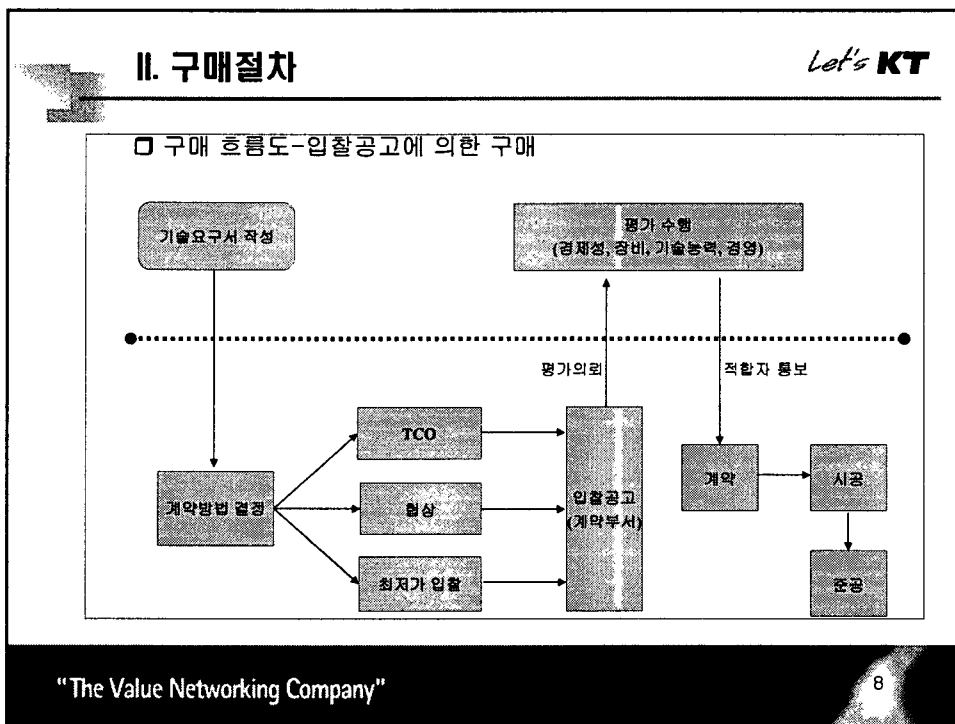 II. 구매절차
Let's KT
구매 흐름도-입찰공고에 의한 구매
기술요구서 작성
평가 수행
(경제성, 장비, 기술능력, 경영)
평가의뢰
적합자 통보
TCO
계약방법 결정
협상
최저가 입찰
입찰공고
(계약부서)
계약
시공
준공
"The Value Networking Company"
8